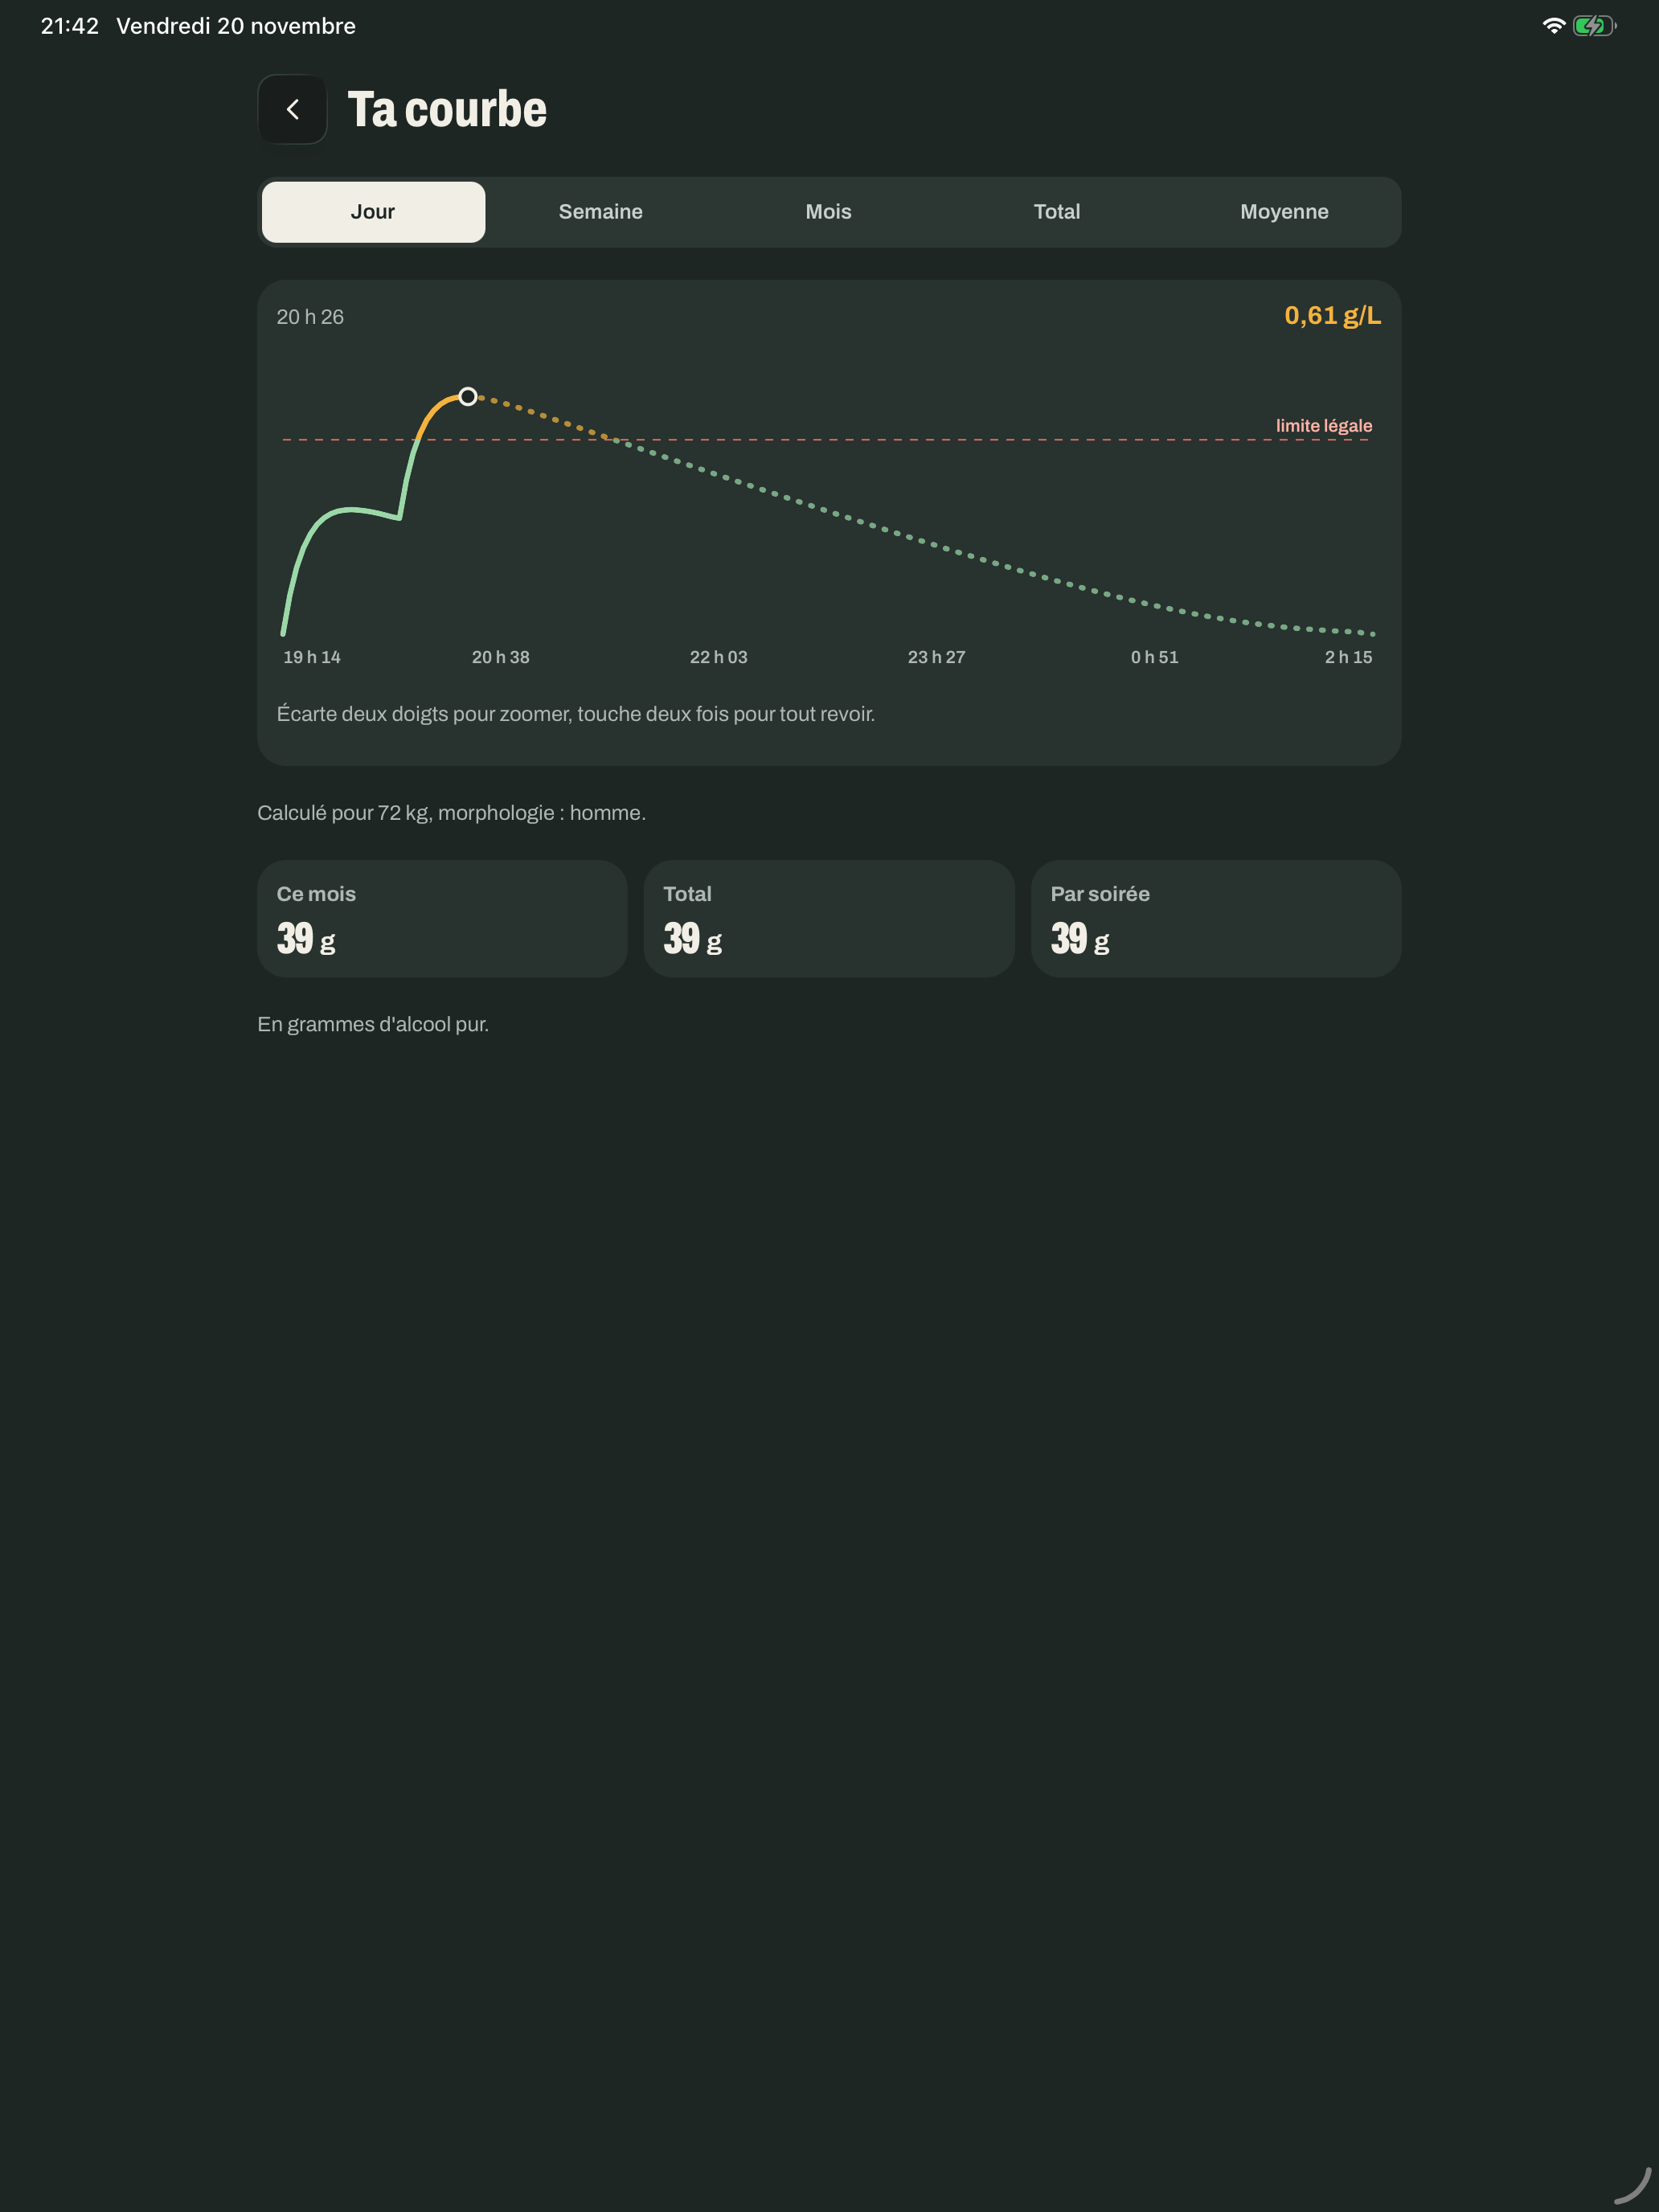 21:42 Vendredi 20 novembre
Ta courbe
Jour Semaine Mois Total Moyenne
20 h 26 0,61 g/L
limite légale
19 h 14 20 h 38 22 h 03 23 h 27 0 h 51 2 h 15
Écarte deux doigts pour zoomer, touche deux fois pour tout revoir.
Calculé pour 72 kg, morphologie : homme.
Ce mois
39 g
Total
39 g
Par soirée
39 g
En grammes d'alcool pur.